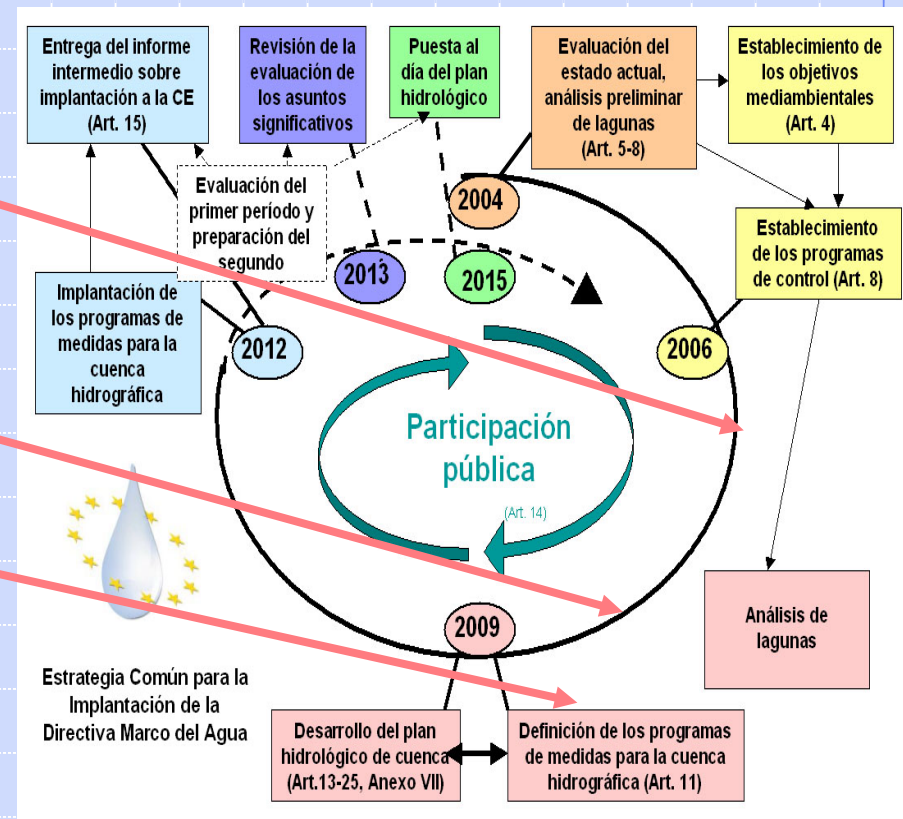 Entrega del informe
intermedio sobre
implantación a la CE
(Art. 15)
Revisión de la
evaluación de
los asuntos
significativos
Puesta al
día del plan
hidrológico
Evaluación del
estado actual,
análisis preliminar
de lagunas
(Art. 5-8)
Establecimiento de
los objetivos
mediambientales
(Art. 4)
Evaluación del
primer período y
preparación del
segundo
2004
Establecimiento
de los programas
de control (Art. 8)
2013
2015
Implantación de
los programas de
medidas para la
cuenca
hidrográfica
2012
2006
Participación
pública
(Art. 14)
Análisis de
lagunas
2009
Estrategia Común para la
Implantación de la
Directiva Marco del Agua
Desarrollo del plan
hidrológico de cuenca
(Art.13-25, Anexo VII)
Definición de los programas
de medidas para la cuenca
hidrográfica (Art. 11)